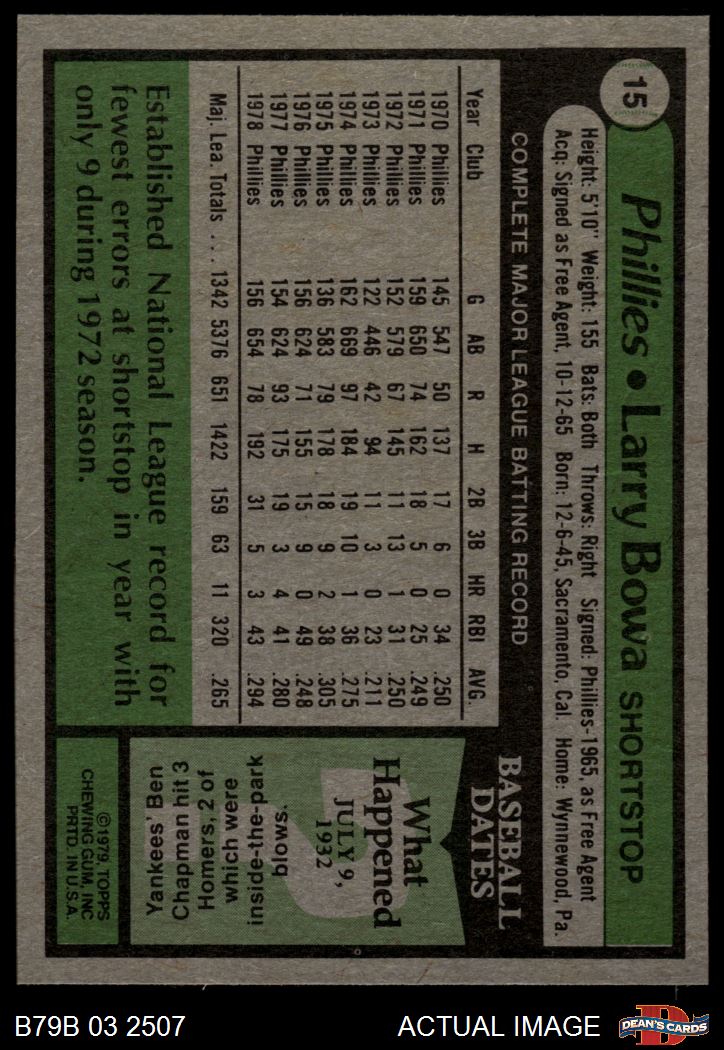 15
Phillies • Larry Bowa SHORTSTOP
Height: 5'10" Weight: 155 Bats: Both Throws: Right Signed: Phillies-1965, as Free Agent
Acq: Signed as Free Agent, 10-12-65 Born: 12-6-45, Sacramento, Cal. Home: Wynnewood, Pa.
COMPLETE MAJOR LEAGUE BATTING RECORD
Year Club G AB R H 2B 3B HR RBI AVG.
1970 Phillies 145 547 50 137 17 6 0 34 .250
1971 Phillies 159 650 74 162 18 5 0 25 .249
1972 Phillies 152 579 67 145 11 13 1 31 .250
1973 Phillies 122 446 42 94 11 3 0 23 .211
1974 Phillies 162 669 97 184 19 10 1 36 .275
1975 Phillies 136 583 79 178 18 9 2 38 .305
1976 Phillies 156 624 71 155 15 9 0 49 .248
1977 Phillies 154 624 93 175 19 3 4 41 .280
1978 Phillies 156 654 78 192 31 5 3 43 .294
Maj. Lea. Totals . . . 1342 5376 651 1422 159 63 11 320 .265
Established National League record for
fewest errors at shortstop in year with
only 9 during 1972 season.
BASEBALL
DATES
What
Happened
JULY 9,
1932
Yankees' Ben
Chapman hit 3
Homers, 2 of
which were
inside-the-park
blows.
©1979, TOPPS
CHEWING GUM, INC
PRTD. IN U.S.A.
B79B 03 2507
ACTUAL IMAGE
D
DEAN'S CARDS